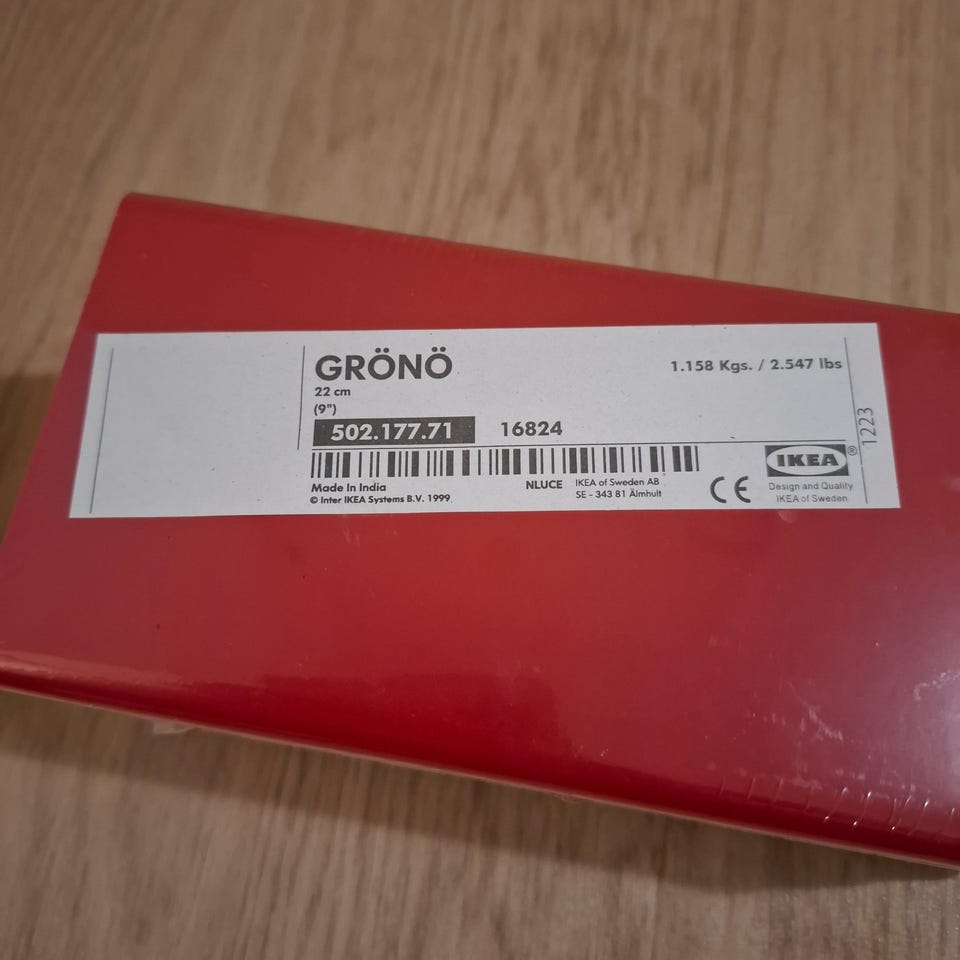 GRÖNÖ
1.158 Kgs. / 2.547 lbs
22 cm
(9")
502.177.71 16824
Made In India
© Inter IKEA Systems B.V. 1999
NLUCE
IKEA of Sweden AB
SE - 343 81 Älmhult
CE
IKEA®
Design and Quality
IKEA of Sweden
1223